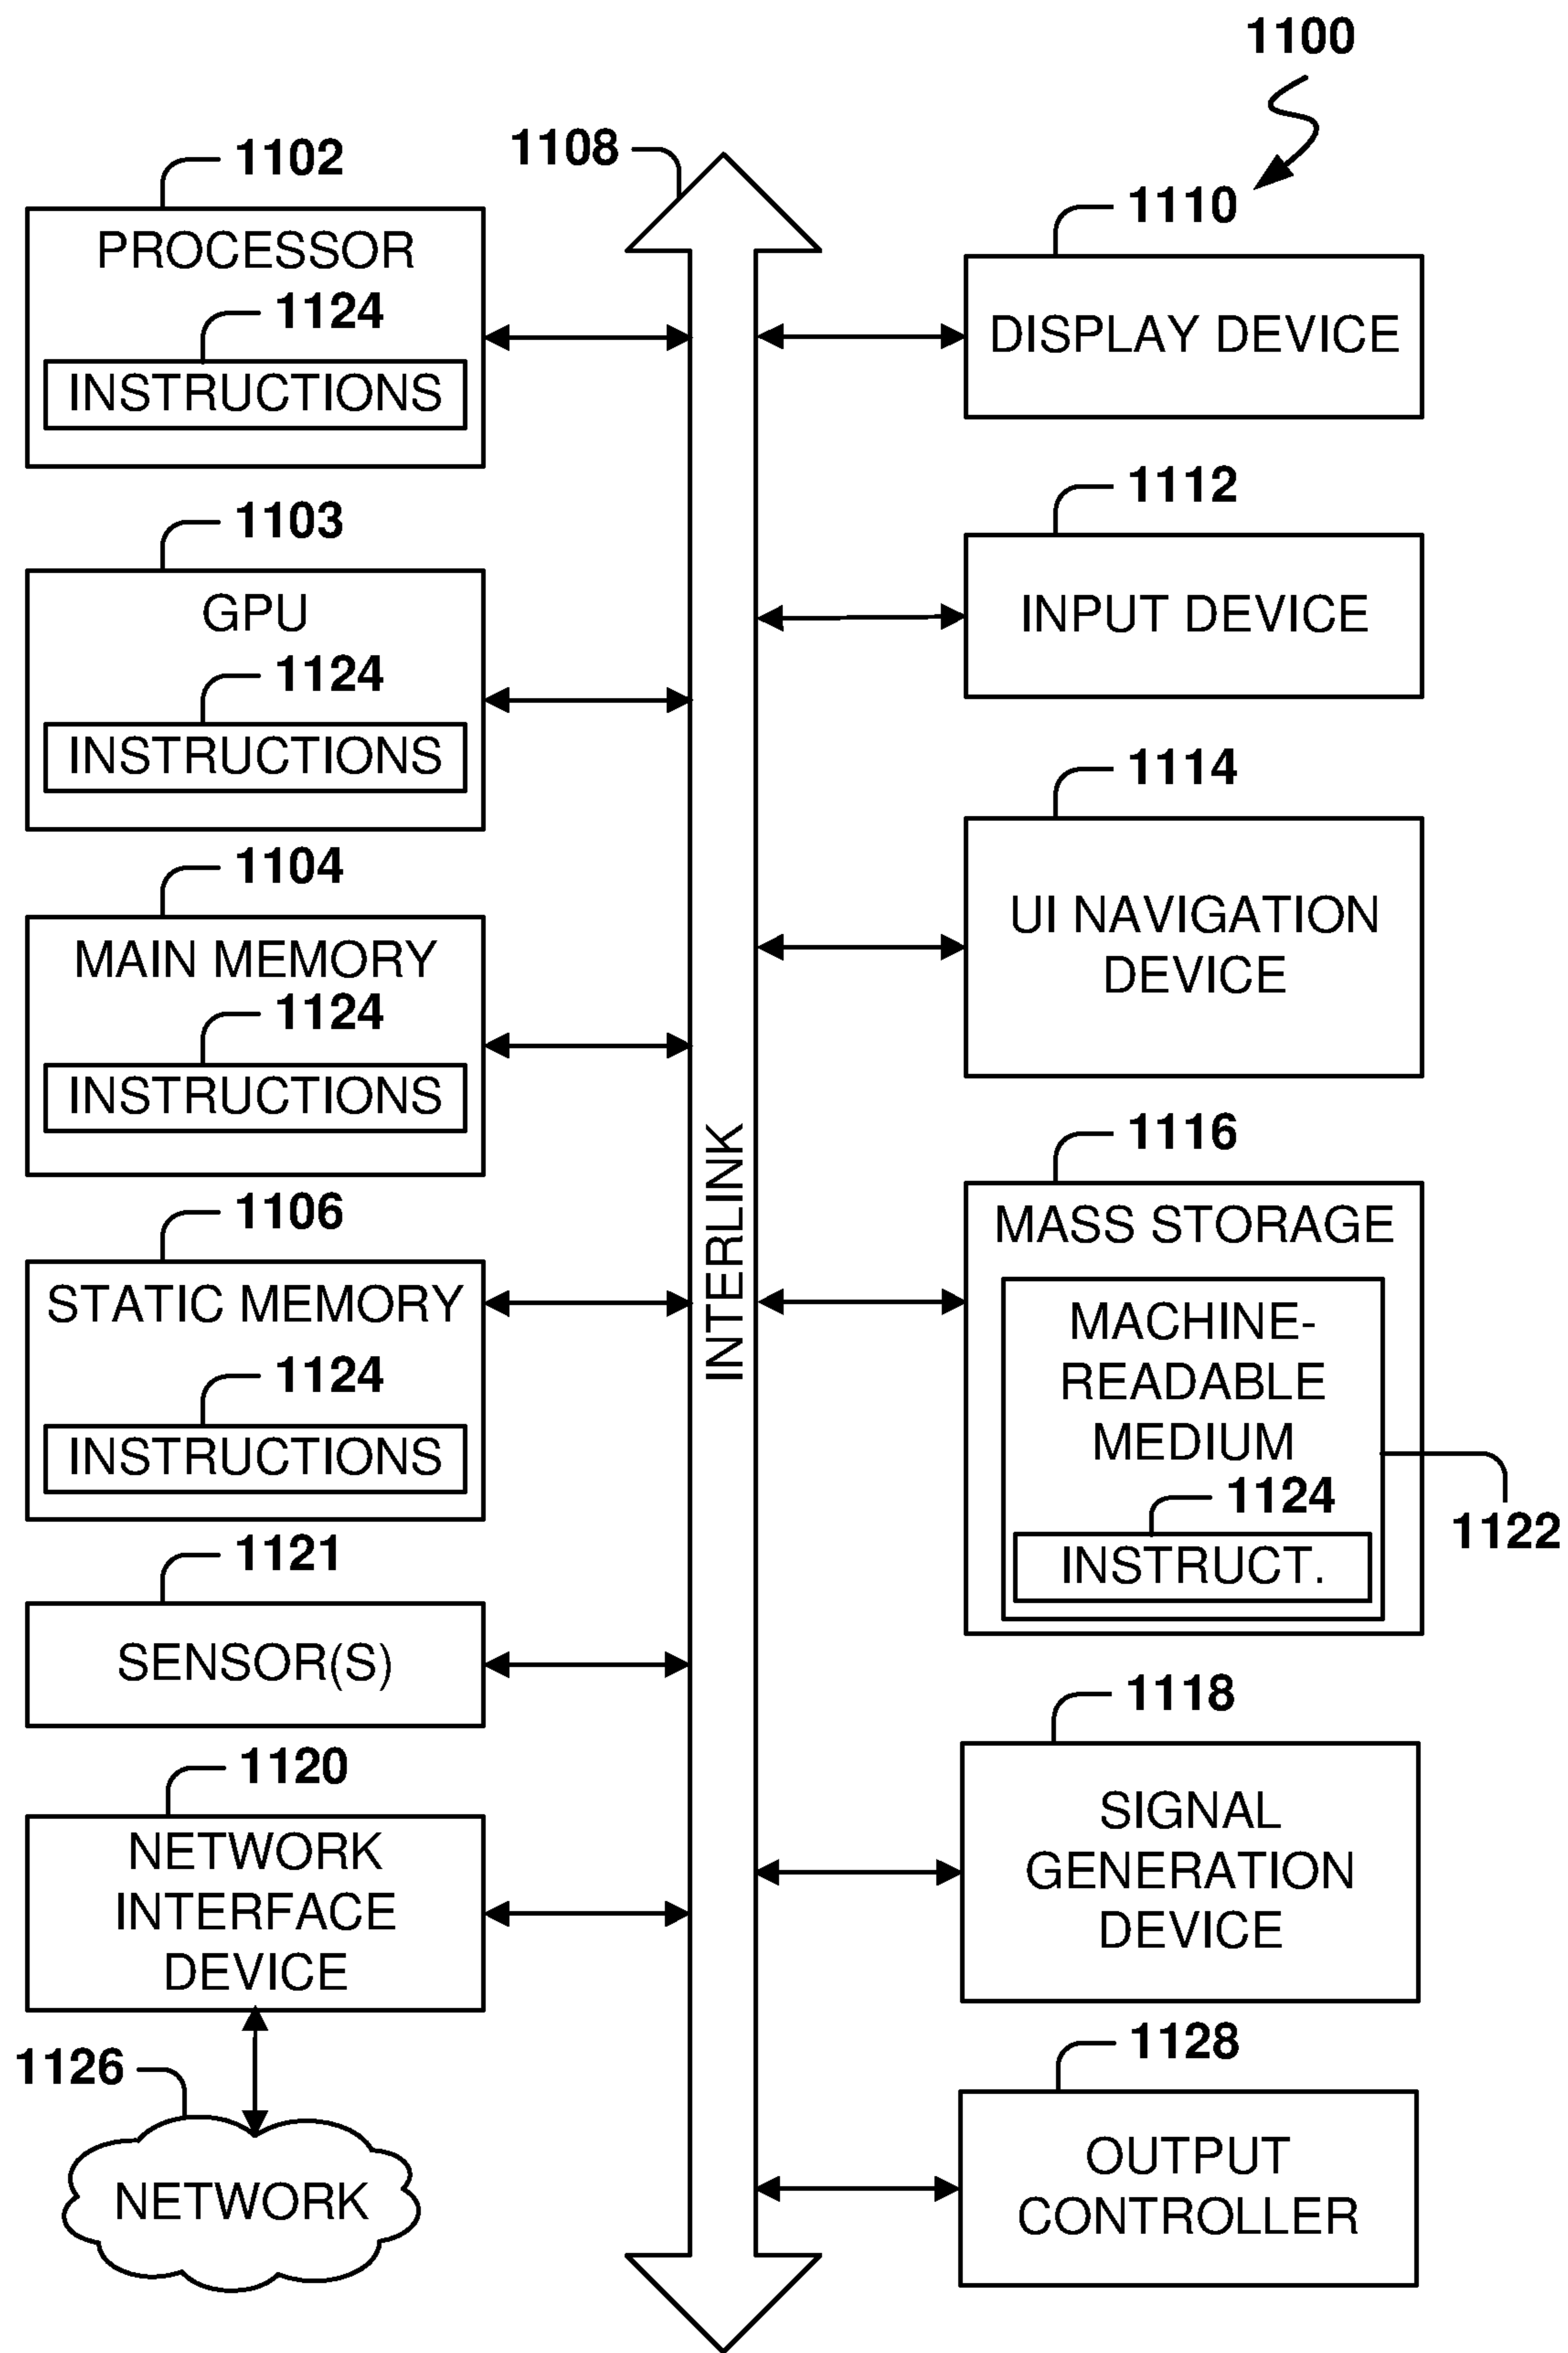 1100
1102
PROCESSOR
1124
INSTRUCTIONS
1103
GPU
1124
INSTRUCTIONS
1104
MAIN MEMORY
1124
INSTRUCTIONS
1106
STATIC MEMORY
1124
INSTRUCTIONS
1121
SENSOR(S)
1120
NETWORK
INTERFACE
DEVICE
1126
NETWORK
1108
INTERLINK
1110
DISPLAY DEVICE
1112
INPUT DEVICE
1114
UI NAVIGATION
DEVICE
1116
MASS STORAGE
MACHINE-
READABLE
MEDIUM
1124
INSTRUCT.
1122
1118
SIGNAL
GENERATION
DEVICE
1128
OUTPUT
CONTROLLER